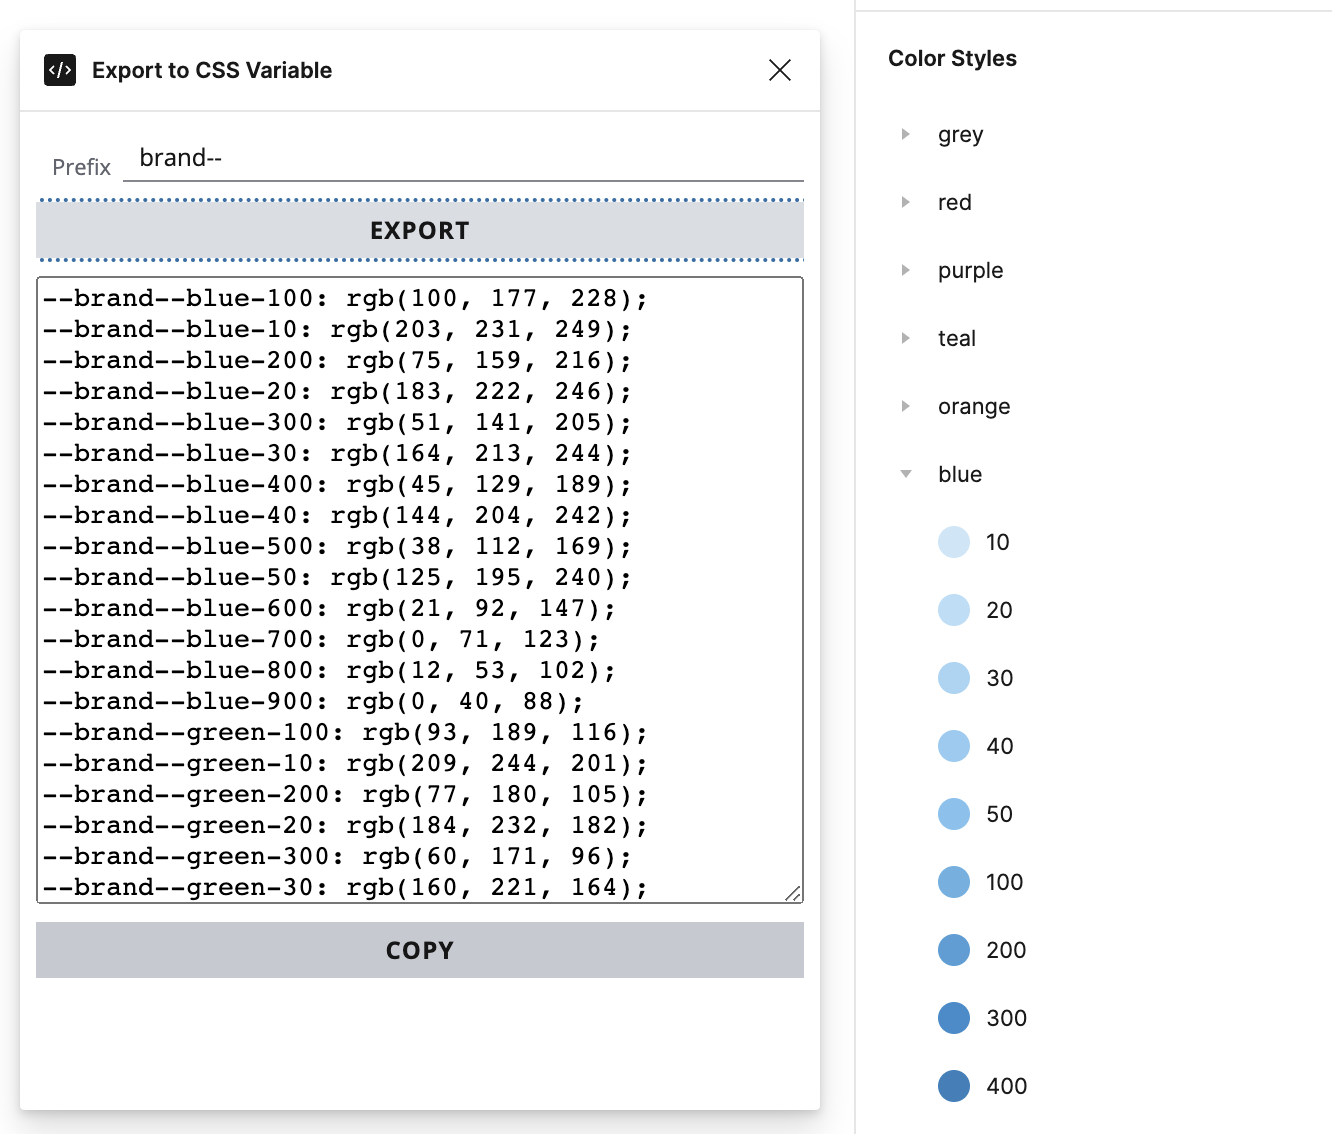 </> Export to CSS Variable
Prefix brand--
EXPORT
--brand--blue-100: rgb(100, 177, 228);
--brand--blue-10: rgb(203, 231, 249);
--brand--blue-200: rgb(75, 159, 216);
--brand--blue-20: rgb(183, 222, 246);
--brand--blue-300: rgb(51, 141, 205);
--brand--blue-30: rgb(164, 213, 244);
--brand--blue-400: rgb(45, 129, 189);
--brand--blue-40: rgb(144, 204, 242);
--brand--blue-500: rgb(38, 112, 169);
--brand--blue-50: rgb(125, 195, 240);
--brand--blue-600: rgb(21, 92, 147);
--brand--blue-700: rgb(0, 71, 123);
--brand--blue-800: rgb(12, 53, 102);
--brand--blue-900: rgb(0, 40, 88);
--brand--green-100: rgb(93, 189, 116);
--brand--green-10: rgb(209, 244, 201);
--brand--green-200: rgb(77, 180, 105);
--brand--green-20: rgb(184, 232, 182);
--brand--green-300: rgb(60, 171, 96);
--brand--green-30: rgb(160, 221, 164);
COPY
Color Styles
grey
red
purple
teal
orange
blue
10
20
30
40
50
100
200
300
400